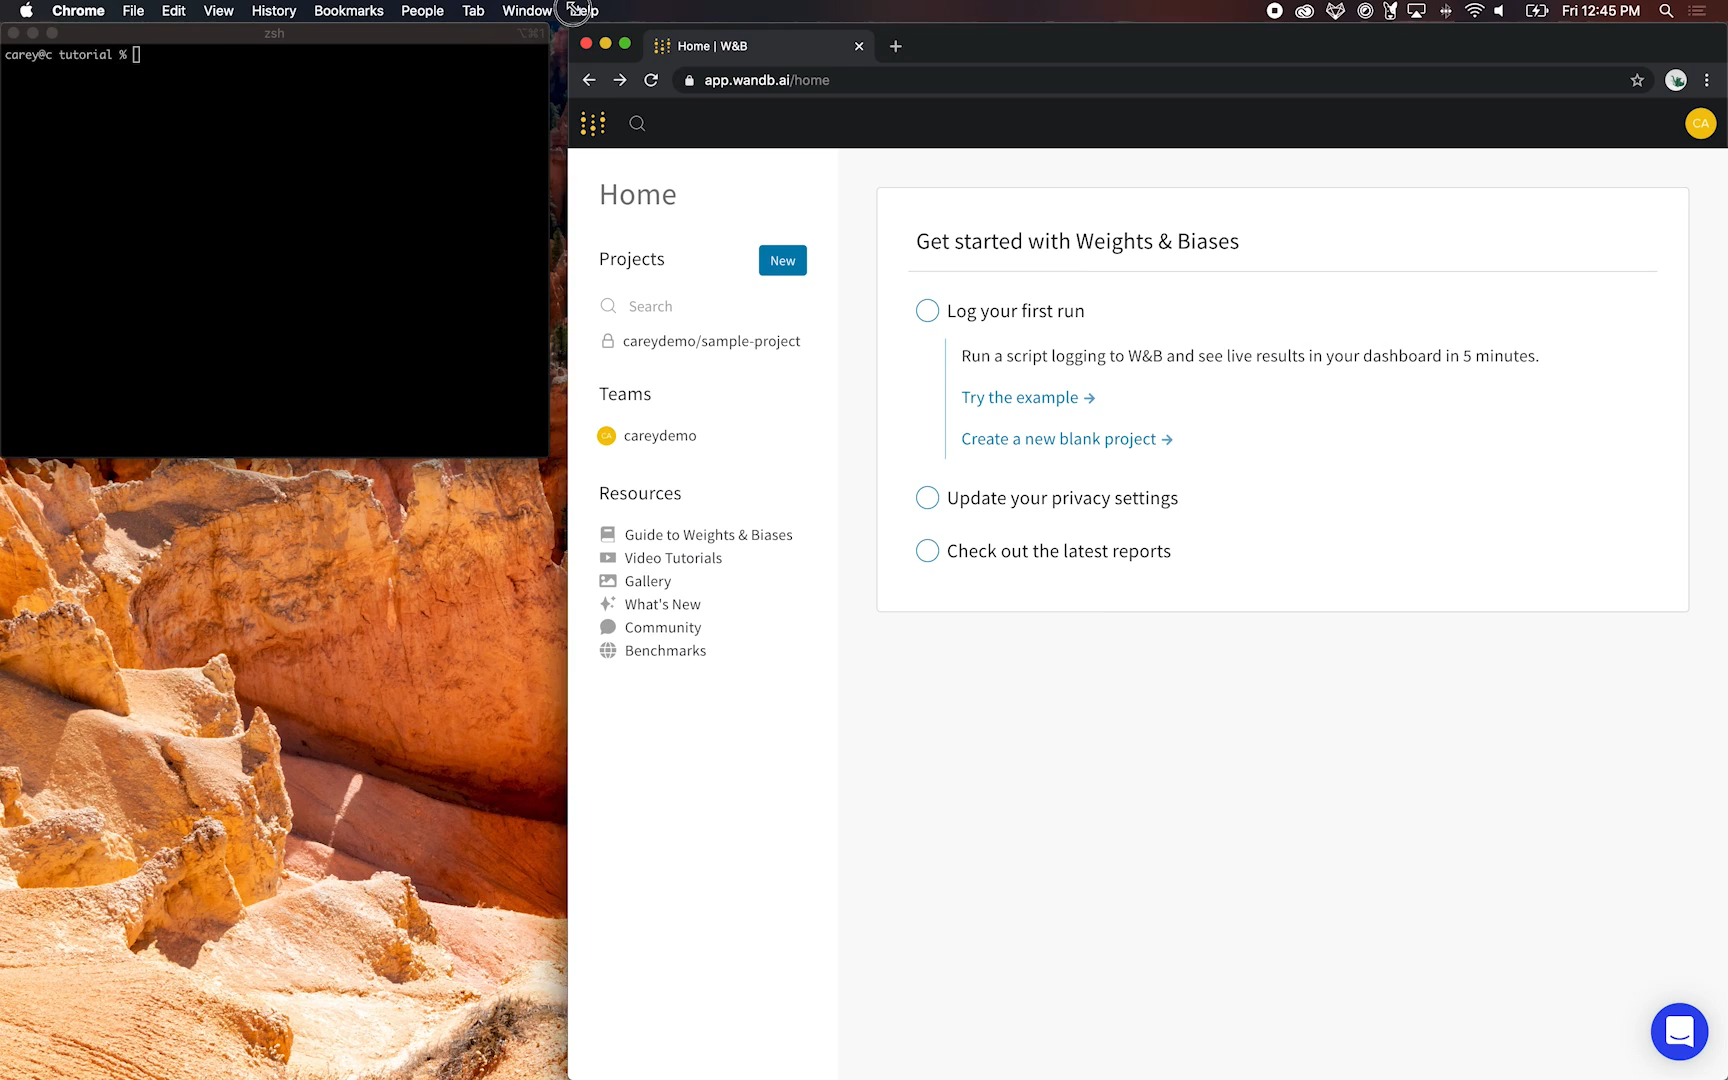 Chrome File Edit View History Bookmarks People Tab Window Help Fri 12:45 PM
zsh ⌥⌘1
carey@c tutorial %
Home | W&B
app.wandb.ai/home
CA
Home
Projects New
Search
careydemo/sample-project
Teams
CA careydemo
Resources
Guide to Weights & Biases
Video Tutorials
Gallery
What's New
Community
Benchmarks
Get started with Weights & Biases
Log your first run
Run a script logging to W&B and see live results in your dashboard in 5 minutes.
Try the example →
Create a new blank project →
Update your privacy settings
Check out the latest reports